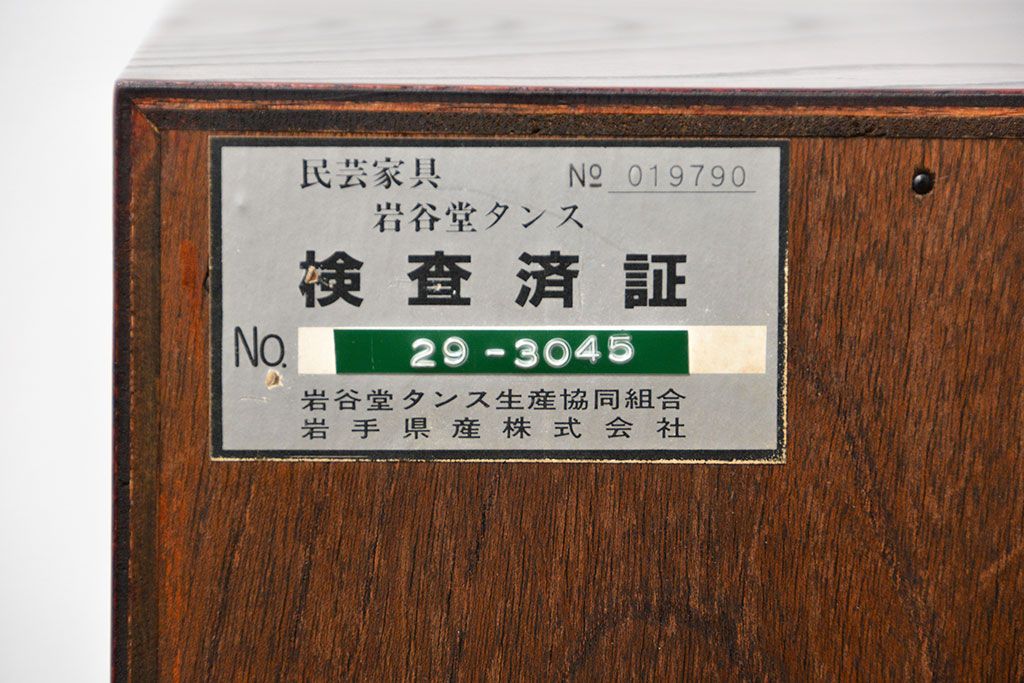 民芸家具 № 019790
岩谷堂タンス
検査済証
No. 29-3045
岩谷堂タンス生産協同組合
岩手県産株式会社